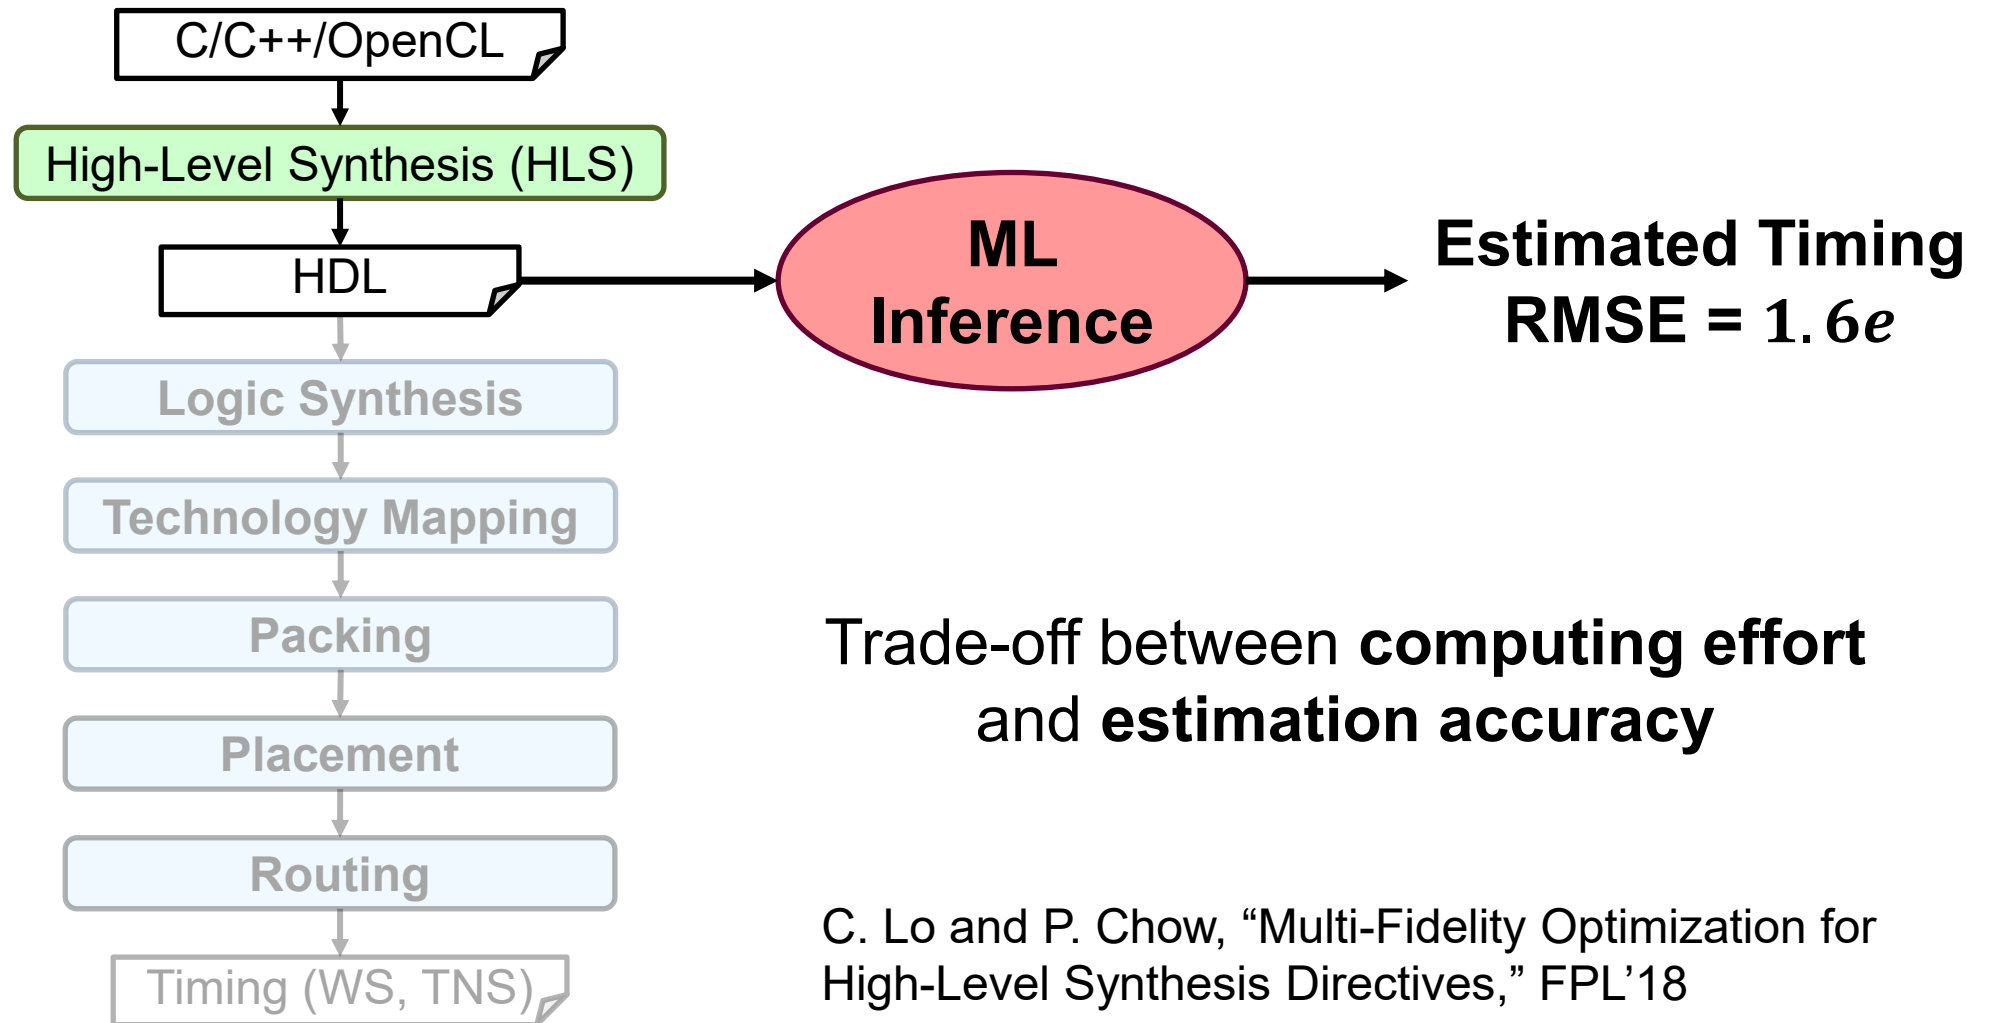 C/C++/OpenCL
High-Level Synthesis (HLS)
HDL
Logic Synthesis
Technology Mapping
Packing
Placement
Routing
Timing (WS, TNS)
ML
Inference
Estimated Timing
RMSE = 1.6e
Trade-off between computing effort
and estimation accuracy
C. Lo and P. Chow, “Multi-Fidelity Optimization for
High-Level Synthesis Directives,” FPL’18